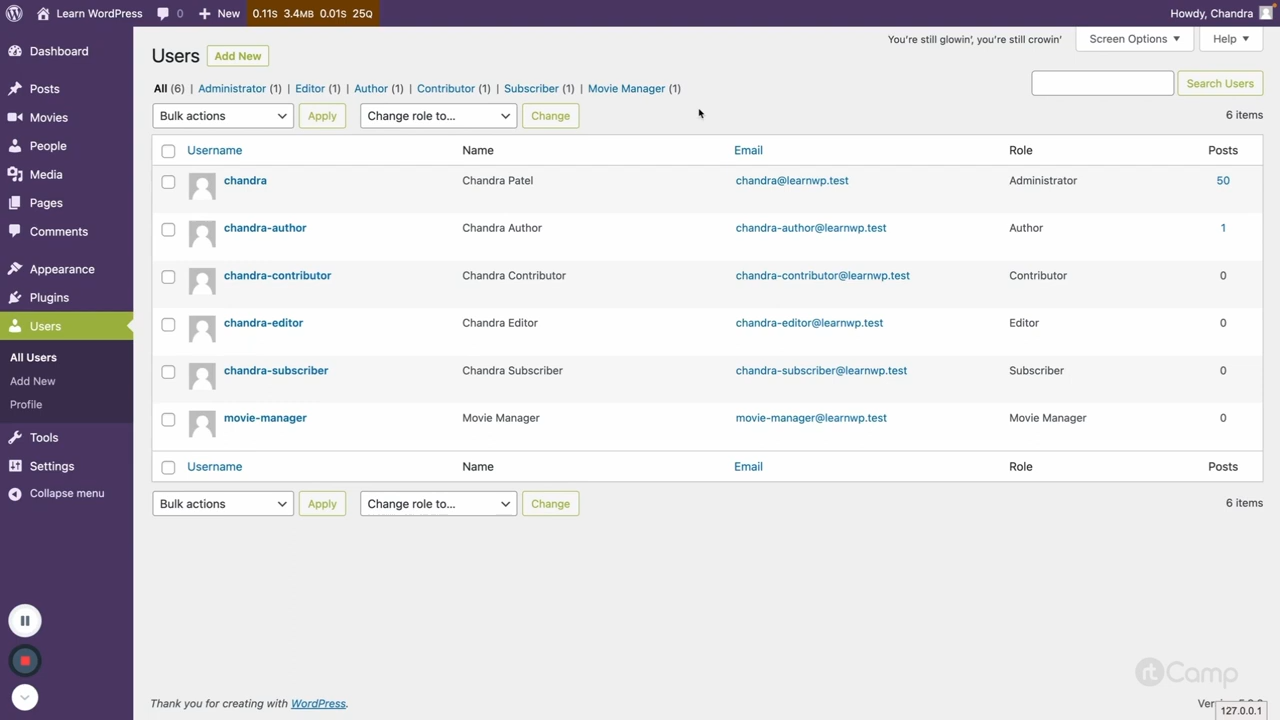 Learn WordPress 0 New 0.11s 3.4MB 0.01s 25Q Howdy, Chandra
Dashboard
Posts
Movies
People
Media
Pages
Comments
Appearance
Plugins
Users
All Users
Add New
Profile
Tools
Settings
Collapse menu
You're still glowin', you're still crowin'
Screen Options
Help
Users Add New
All (6) | Administrator (1) | Editor (1) | Author (1) | Contributor (1) | Subscriber (1) | Movie Manager (1)
Search Users
Bulk actions Apply Change role to... Change 6 items
Username Name Email Role Posts
chandra Chandra Patel chandra@learnwp.test Administrator 50
chandra-author Chandra Author chandra-author@learnwp.test Author 1
chandra-contributor Chandra Contributor chandra-contributor@learnwp.test Contributor 0
chandra-editor Chandra Editor chandra-editor@learnwp.test Editor 0
chandra-subscriber Chandra Subscriber chandra-subscriber@learnwp.test Subscriber 0
movie-manager Movie Manager movie-manager@learnwp.test Movie Manager 0
Username Name Email Role Posts
Bulk actions Apply Change role to... Change 6 items
rtCamp
Thank you for creating with WordPress.
127.0.0.1